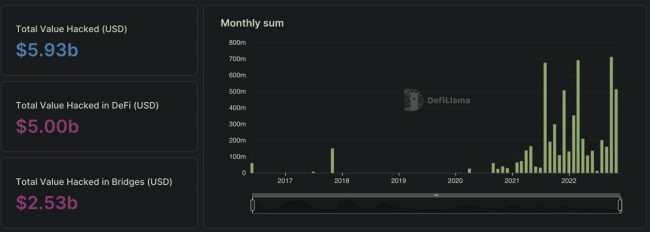 Total Value Hacked (USD)
$5.93b
Total Value Hacked in DeFi (USD)
$5.00b
Total Value Hacked in Bridges (USD)
$2.53b
Monthly sum
800m
700m
600m
500m
400m
300m
200m
100m
0
DefiLlama
2017 2018 2019 2020 2021 2022